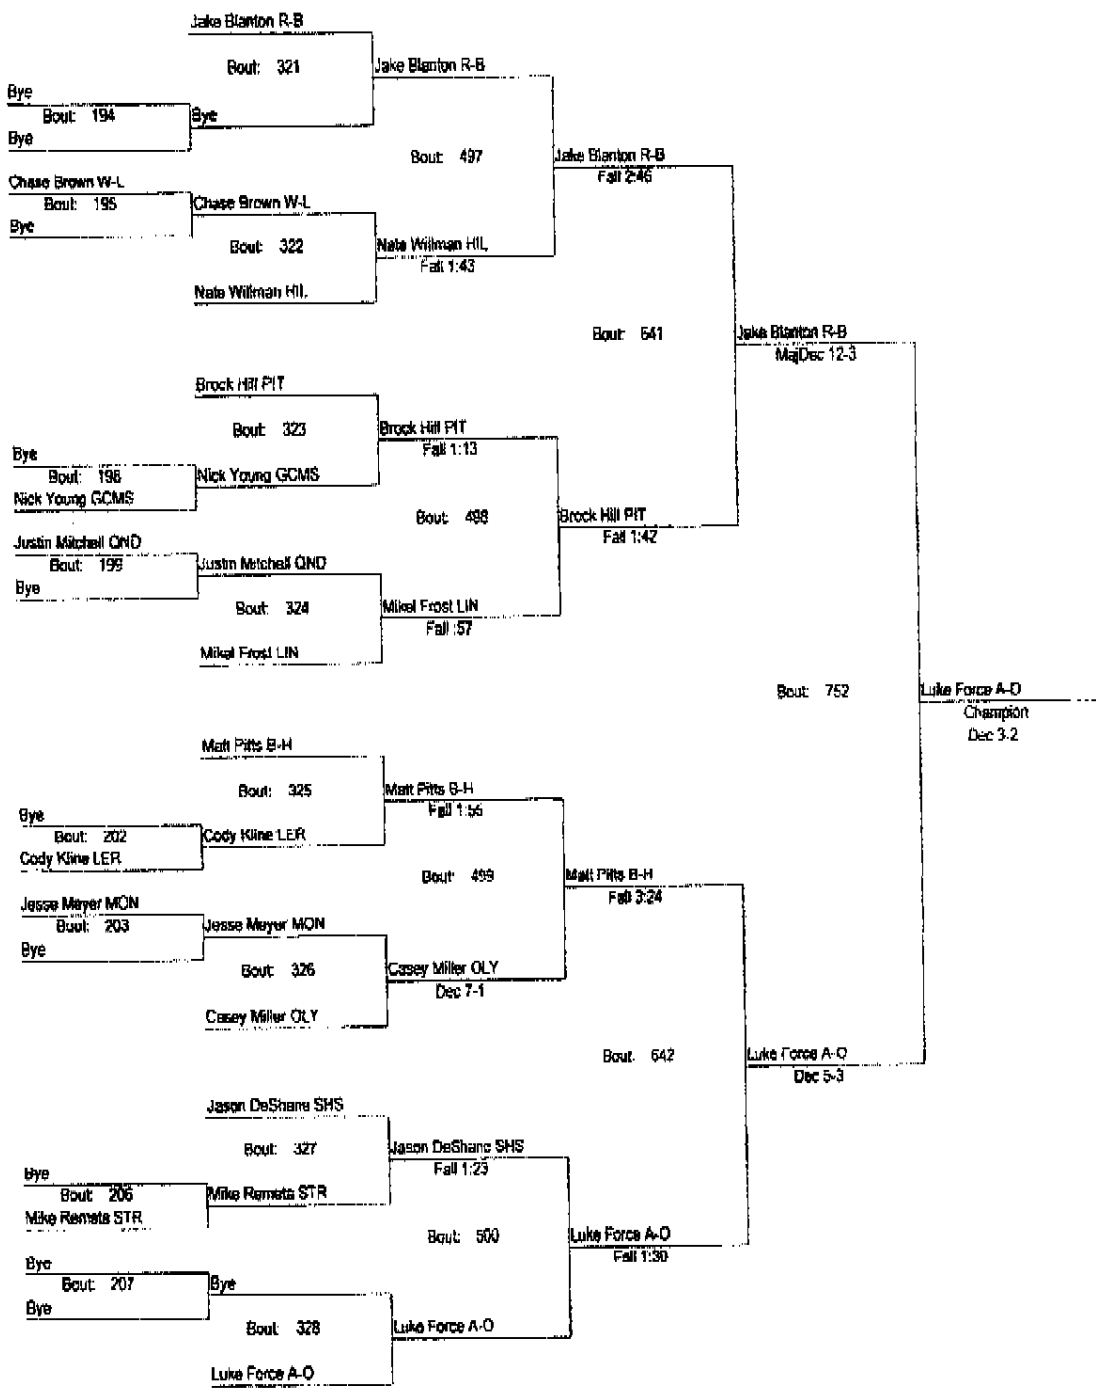 Jake Blanton R-B
Bout: 321
Jake Blanton R-B
Bye
Bout: 194
Bye
Bye
Bout: 497
Jake Blanton R-B
Fall 2:46
Chase Brown W-L
Bout: 195
Chase Brown W-L
Bye
Bout: 322
Nate Willman HIL
Fall 1:43
Nate Willman HIL
Bout: 641
Jake Blanton R-B
MajDec 12-3
Brock Hill PIT
Bout: 323
Brock Hill PIT
Fall 1:13
Bye
Bout: 198
Nick Young GCMS
Nick Young GCMS
Bout: 498
Brock Hill PIT
Fall 1:42
Justin Mitchell QND
Bout: 199
Justin Mitchell QND
Bye
Bout: 324
Mikel Frost LIN
Fall :57
Mikel Frost LIN
Bout: 752
Luke Force A-O
Champion
Dec 3-2
Matt Pitts B-H
Bout: 325
Matt Pitts B-H
Fall 1:55
Bye
Bout: 202
Cody Kline LER
Cody Kline LER
Bout: 499
Matt Pitts B-H
Fall 3:24
Jesse Meyer MON
Bout: 203
Jesse Meyer MON
Bye
Bout: 326
Casey Miller OLY
Dec 7-1
Casey Miller OLY
Bout: 642
Luke Force A-O
Dec 5-3
Jason DeShane SHS
Bout: 327
Jason DeShane SHS
Fall 1:23
Bye
Bout: 206
Mike Remets STR
Mike Remets STR
Bout: 500
Luke Force A-O
Fall 1:30
Bye
Bout: 207
Bye
Bye
Bout: 328
Luke Force A-O
Luke Force A-O